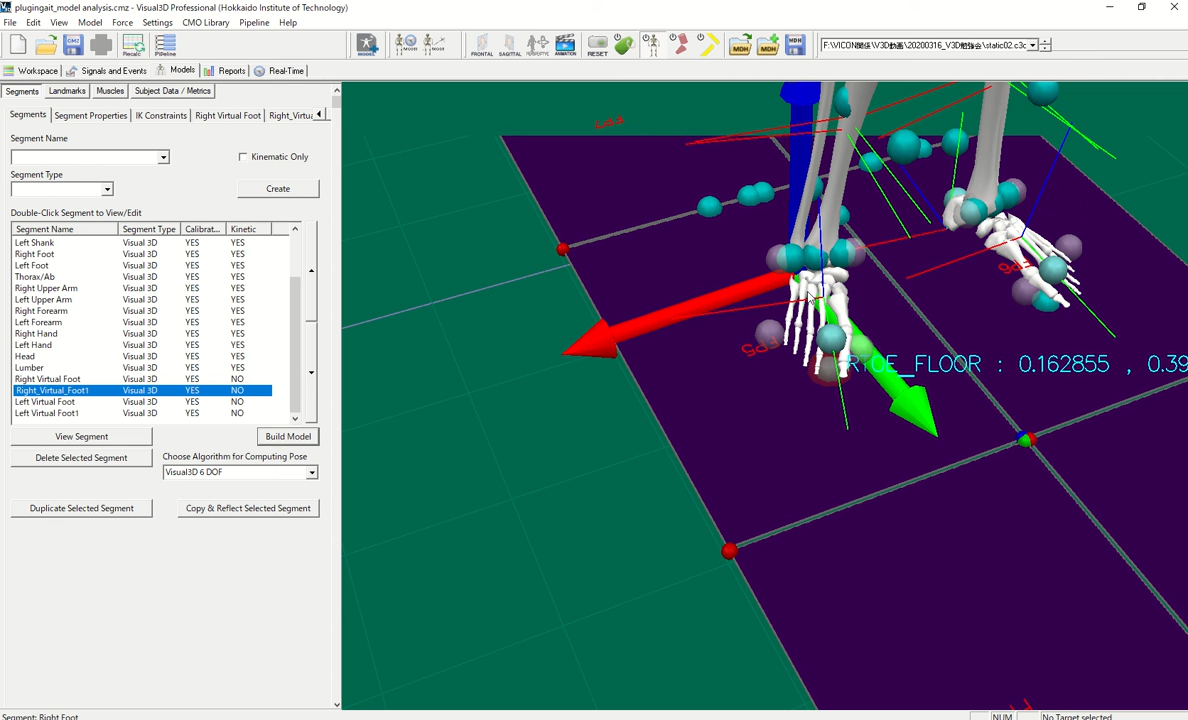 plugingait_model analysis.cmz - Visual3D Professional (Hokkaido Institute of Technology)
File Edit View Model Force Settings CMO Library Pipeline Help
Recalc
Pipeline
MODEL
FRONTAL
SAGITTAL
PERSPECTIVE
ANIMATION
RESET
MDH
MDH
MDH
F:¥VICON関係¥V3D動画¥20200316_V3D勉強会¥static02.c3c
Workspace Signals and Events Models Reports Real-Time
Segments Landmarks Muscles Subject Data / Metrics
Segments Segment Properties IK Constraints Right Virtual Foot Right_Virtu
Segment Name
Kinematic Only
Segment Type
Create
Double-Click Segment to View/Edit
Segment Name Segment Type Calibrat... Kinetic
Left Shank Visual 3D YES YES
Right Foot Visual 3D YES YES
Left Foot Visual 3D YES YES
Thorax/Ab Visual 3D YES YES
Right Upper Arm Visual 3D YES YES
Left Upper Arm Visual 3D YES YES
Right Forearm Visual 3D YES YES
Left Forearm Visual 3D YES YES
Right Hand Visual 3D YES YES
Left Hand Visual 3D YES YES
Head Visual 3D YES YES
Lumber Visual 3D YES YES
Right Virtual Foot Visual 3D YES NO
Right_Virtual_Foot1 Visual 3D YES NO
Left Virtual Foot Visual 3D YES NO
Left Virtual Foot1 Visual 3D YES NO
View Segment
Build Model
Delete Selected Segment
Choose Algorithm for Computing Pose
Visual3D 6 DOF
Duplicate Selected Segment
Copy & Reflect Selected Segment
RTOE_FLOOR : 0.162855 , 0.39
FP5
FP6
Segment: Right Foot
NUM
No Target selected